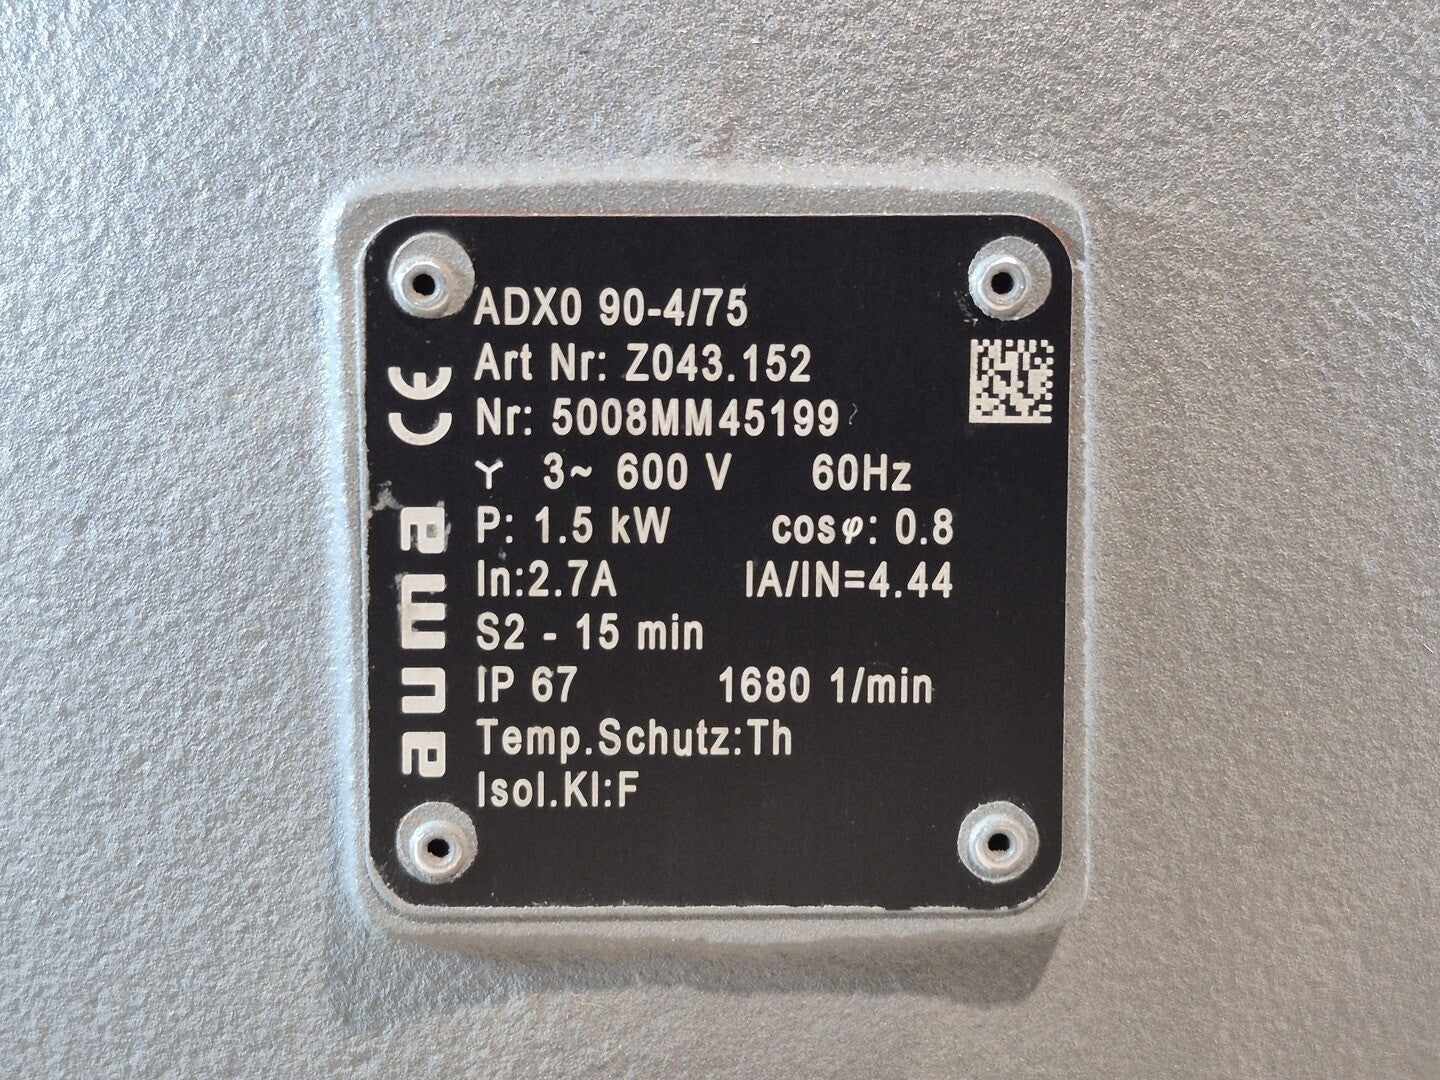 ADX0 90-4/75
Art Nr: Z043.152
Nr: 5008MM45199
3~ 600 V 60Hz
P: 1.5 kW cosφ: 0.8
In:2.7A IA/IN=4.44
S2 - 15 min
IP 67 1680 1/min
Temp.Schutz:Th
Isol.Kl:F
CE
auma